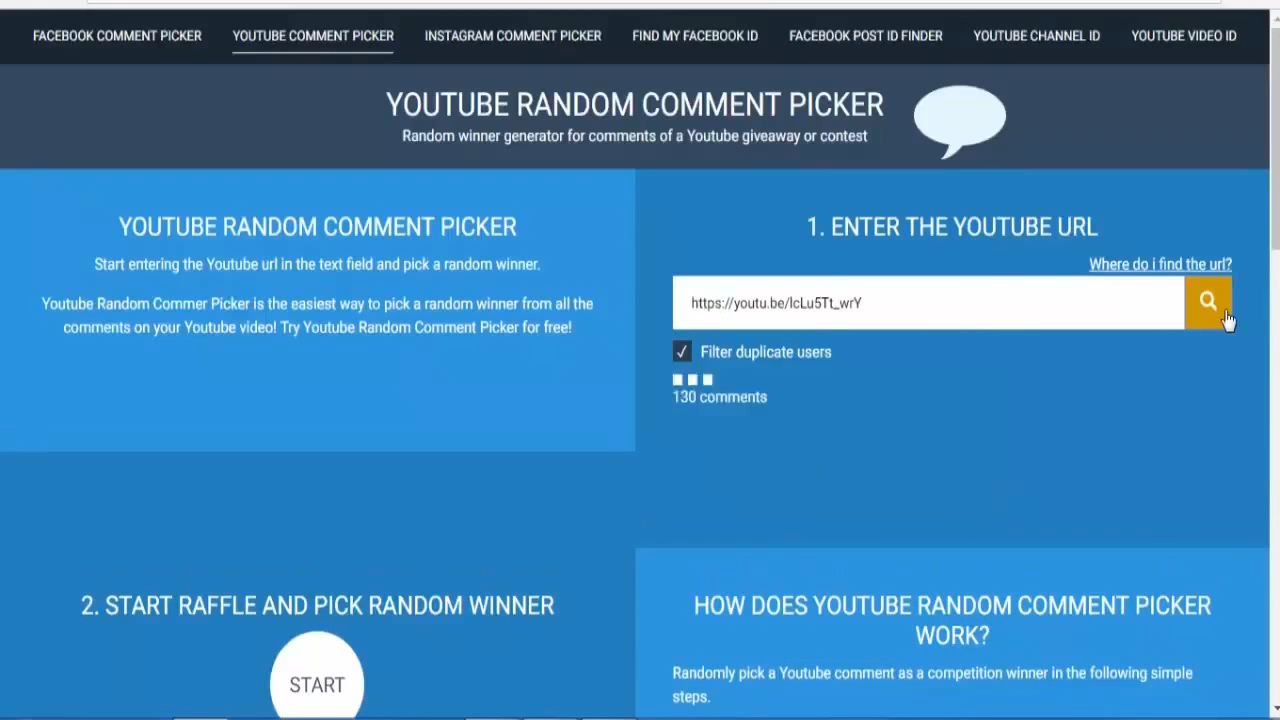 FACEBOOK COMMENT PICKER
YOUTUBE COMMENT PICKER
INSTAGRAM COMMENT PICKER
FIND MY FACEBOOK ID
FACEBOOK POST ID FINDER
YOUTUBE CHANNEL ID
YOUTUBE VIDEO ID
YOUTUBE RANDOM COMMENT PICKER
Random winner generator for comments of a Youtube giveaway or contest
YOUTUBE RANDOM COMMENT PICKER
Start entering the Youtube url in the text field and pick a random winner.
Youtube Random Commer Picker is the easiest way to pick a random winner from all the
comments on your Youtube video! Try Youtube Random Comment Picker for free!
1. ENTER THE YOUTUBE URL
Where do i find the url?
https://youtu.be/lcLu5Tt_wrY
Filter duplicate users
130 comments
2. START RAFFLE AND PICK RANDOM WINNER
START
HOW DOES YOUTUBE RANDOM COMMENT PICKER
WORK?
Randomly pick a Youtube comment as a competition winner in the following simple
steps.